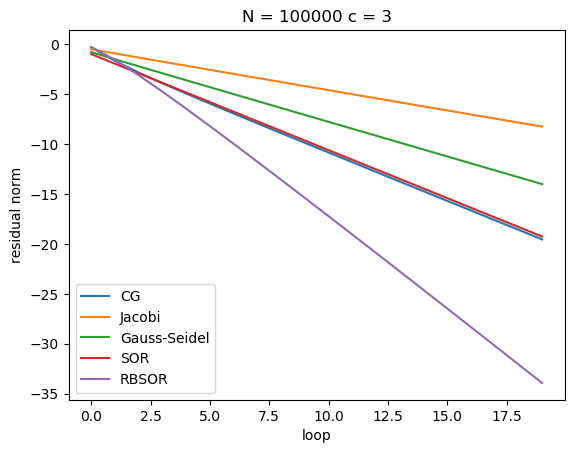 N = 100000 c = 3
residual norm
0
−5
−10
−15
−20
−25
−30
−35
CG
Jacobi
Gauss-Seidel
SOR
RBSOR
0.0 2.5 5.0 7.5 10.0 12.5 15.0 17.5
loop